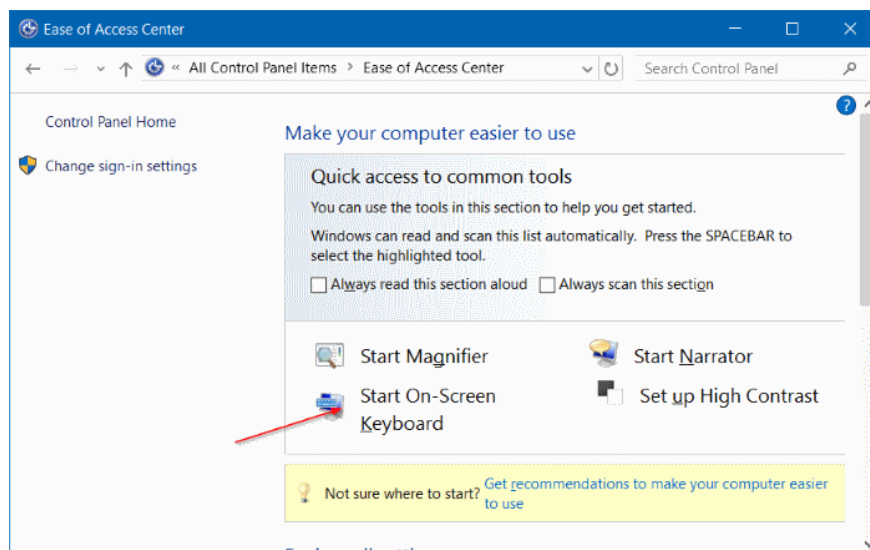 Ease of Access Center
« All Control Panel Items > Ease of Access Center
Search Control Panel
?
Control Panel Home
Change sign-in settings
Make your computer easier to use
Quick access to common tools
You can use the tools in this section to help you get started.
Windows can read and scan this list automatically. Press the SPACEBAR to
select the highlighted tool.
Always read this section aloud
Always scan this section
Start Magnifier
Start Narrator
Start On-Screen
Keyboard
Set up High Contrast
Not sure where to start?
Get recommendations to make your computer easier
to use